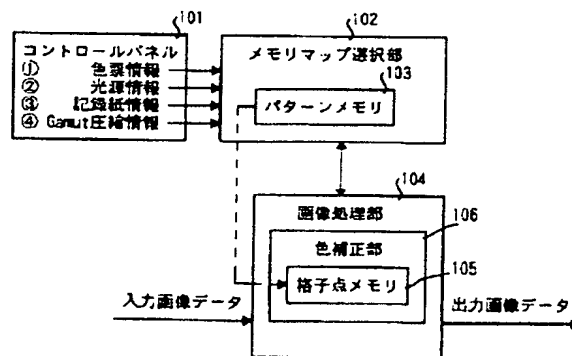 101
コントロールパネル
① 色票情報
② 光源情報
③ 記録紙情報
④ Gamut圧縮情報
102
メモリマップ選択部
103
パターンメモリ
104
画像処理部
106
色補正部
105
格子点メモリ
入力画像データ
出力画像データ